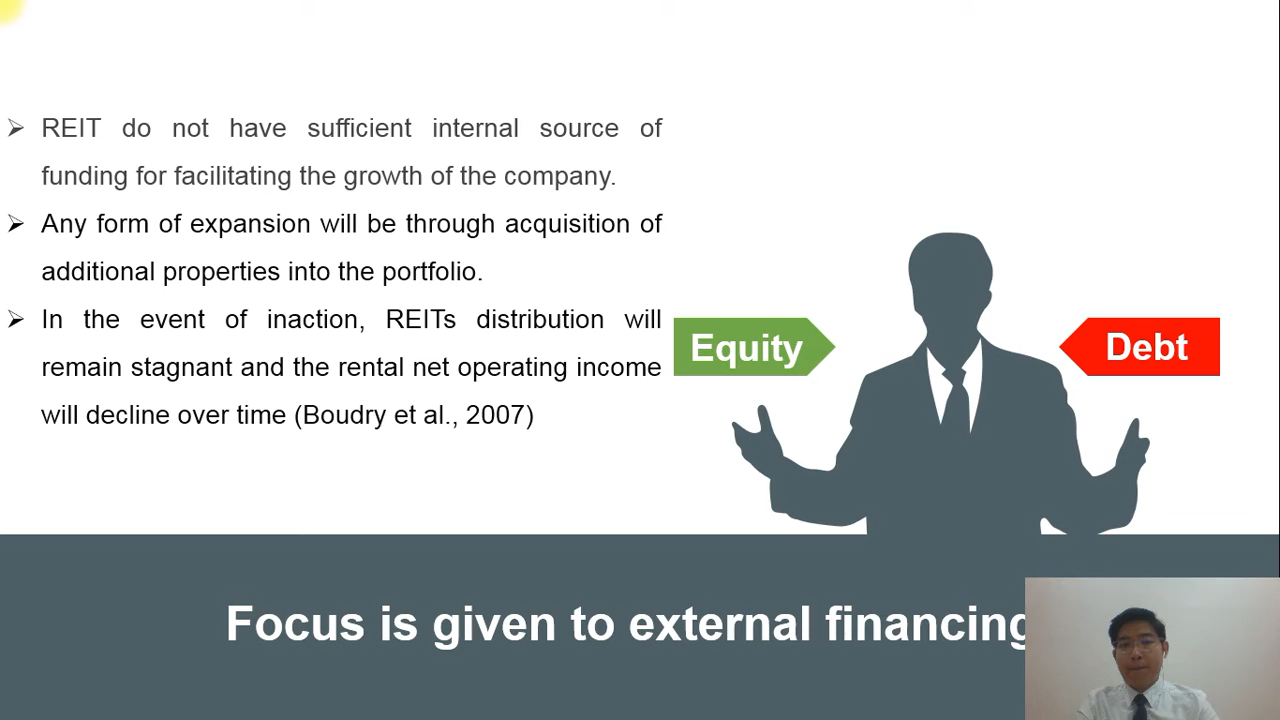 REIT do not have sufficient internal source of
funding for facilitating the growth of the company.
Any form of expansion will be through acquisition of
additional properties into the portfolio.
In the event of inaction, REITs distribution will
remain stagnant and the rental net operating income
will decline over time (Boudry et al., 2007)
Equity
Debt
Focus is given to external financing